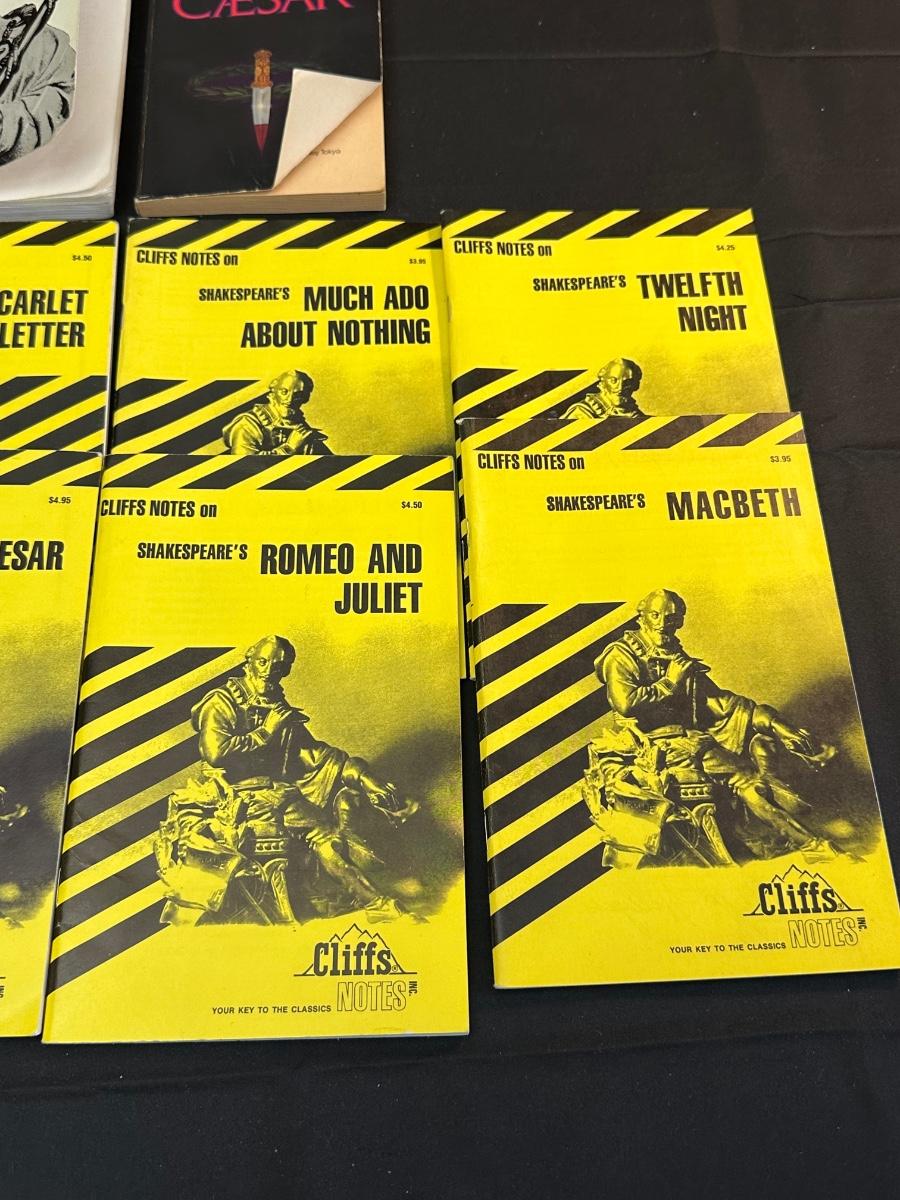 CÆSAR
$4.50
CARLET
LETTER
CLIFFS NOTES on
$3.95
SHAKESPEARE'S MUCH ADO
ABOUT NOTHING
CLIFFS NOTES on
$4.25
SHAKESPEARE'S TWELFTH
NIGHT
$4.95
ESAR
CLIFFS NOTES on
$4.50
SHAKESPEARE'S ROMEO AND
JULIET
Cliffs
YOUR KEY TO THE CLASSICS NOTES INC.
CLIFFS NOTES on
$3.95
SHAKESPEARE'S MACBETH
Cliffs
YOUR KEY TO THE CLASSICS NOTES INC.